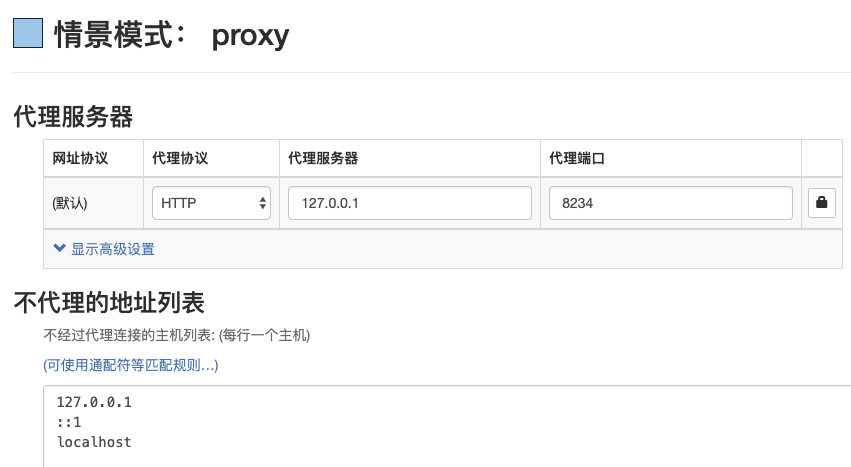 情景模式： proxy
代理服务器
网址协议 代理协议 代理服务器 代理端口
(默认) HTTP 127.0.0.1 8234
显示高级设置
不代理的地址列表
不经过代理连接的主机列表: (每行一个主机)
(可使用通配符等匹配规则...)
127.0.0.1
::1
localhost